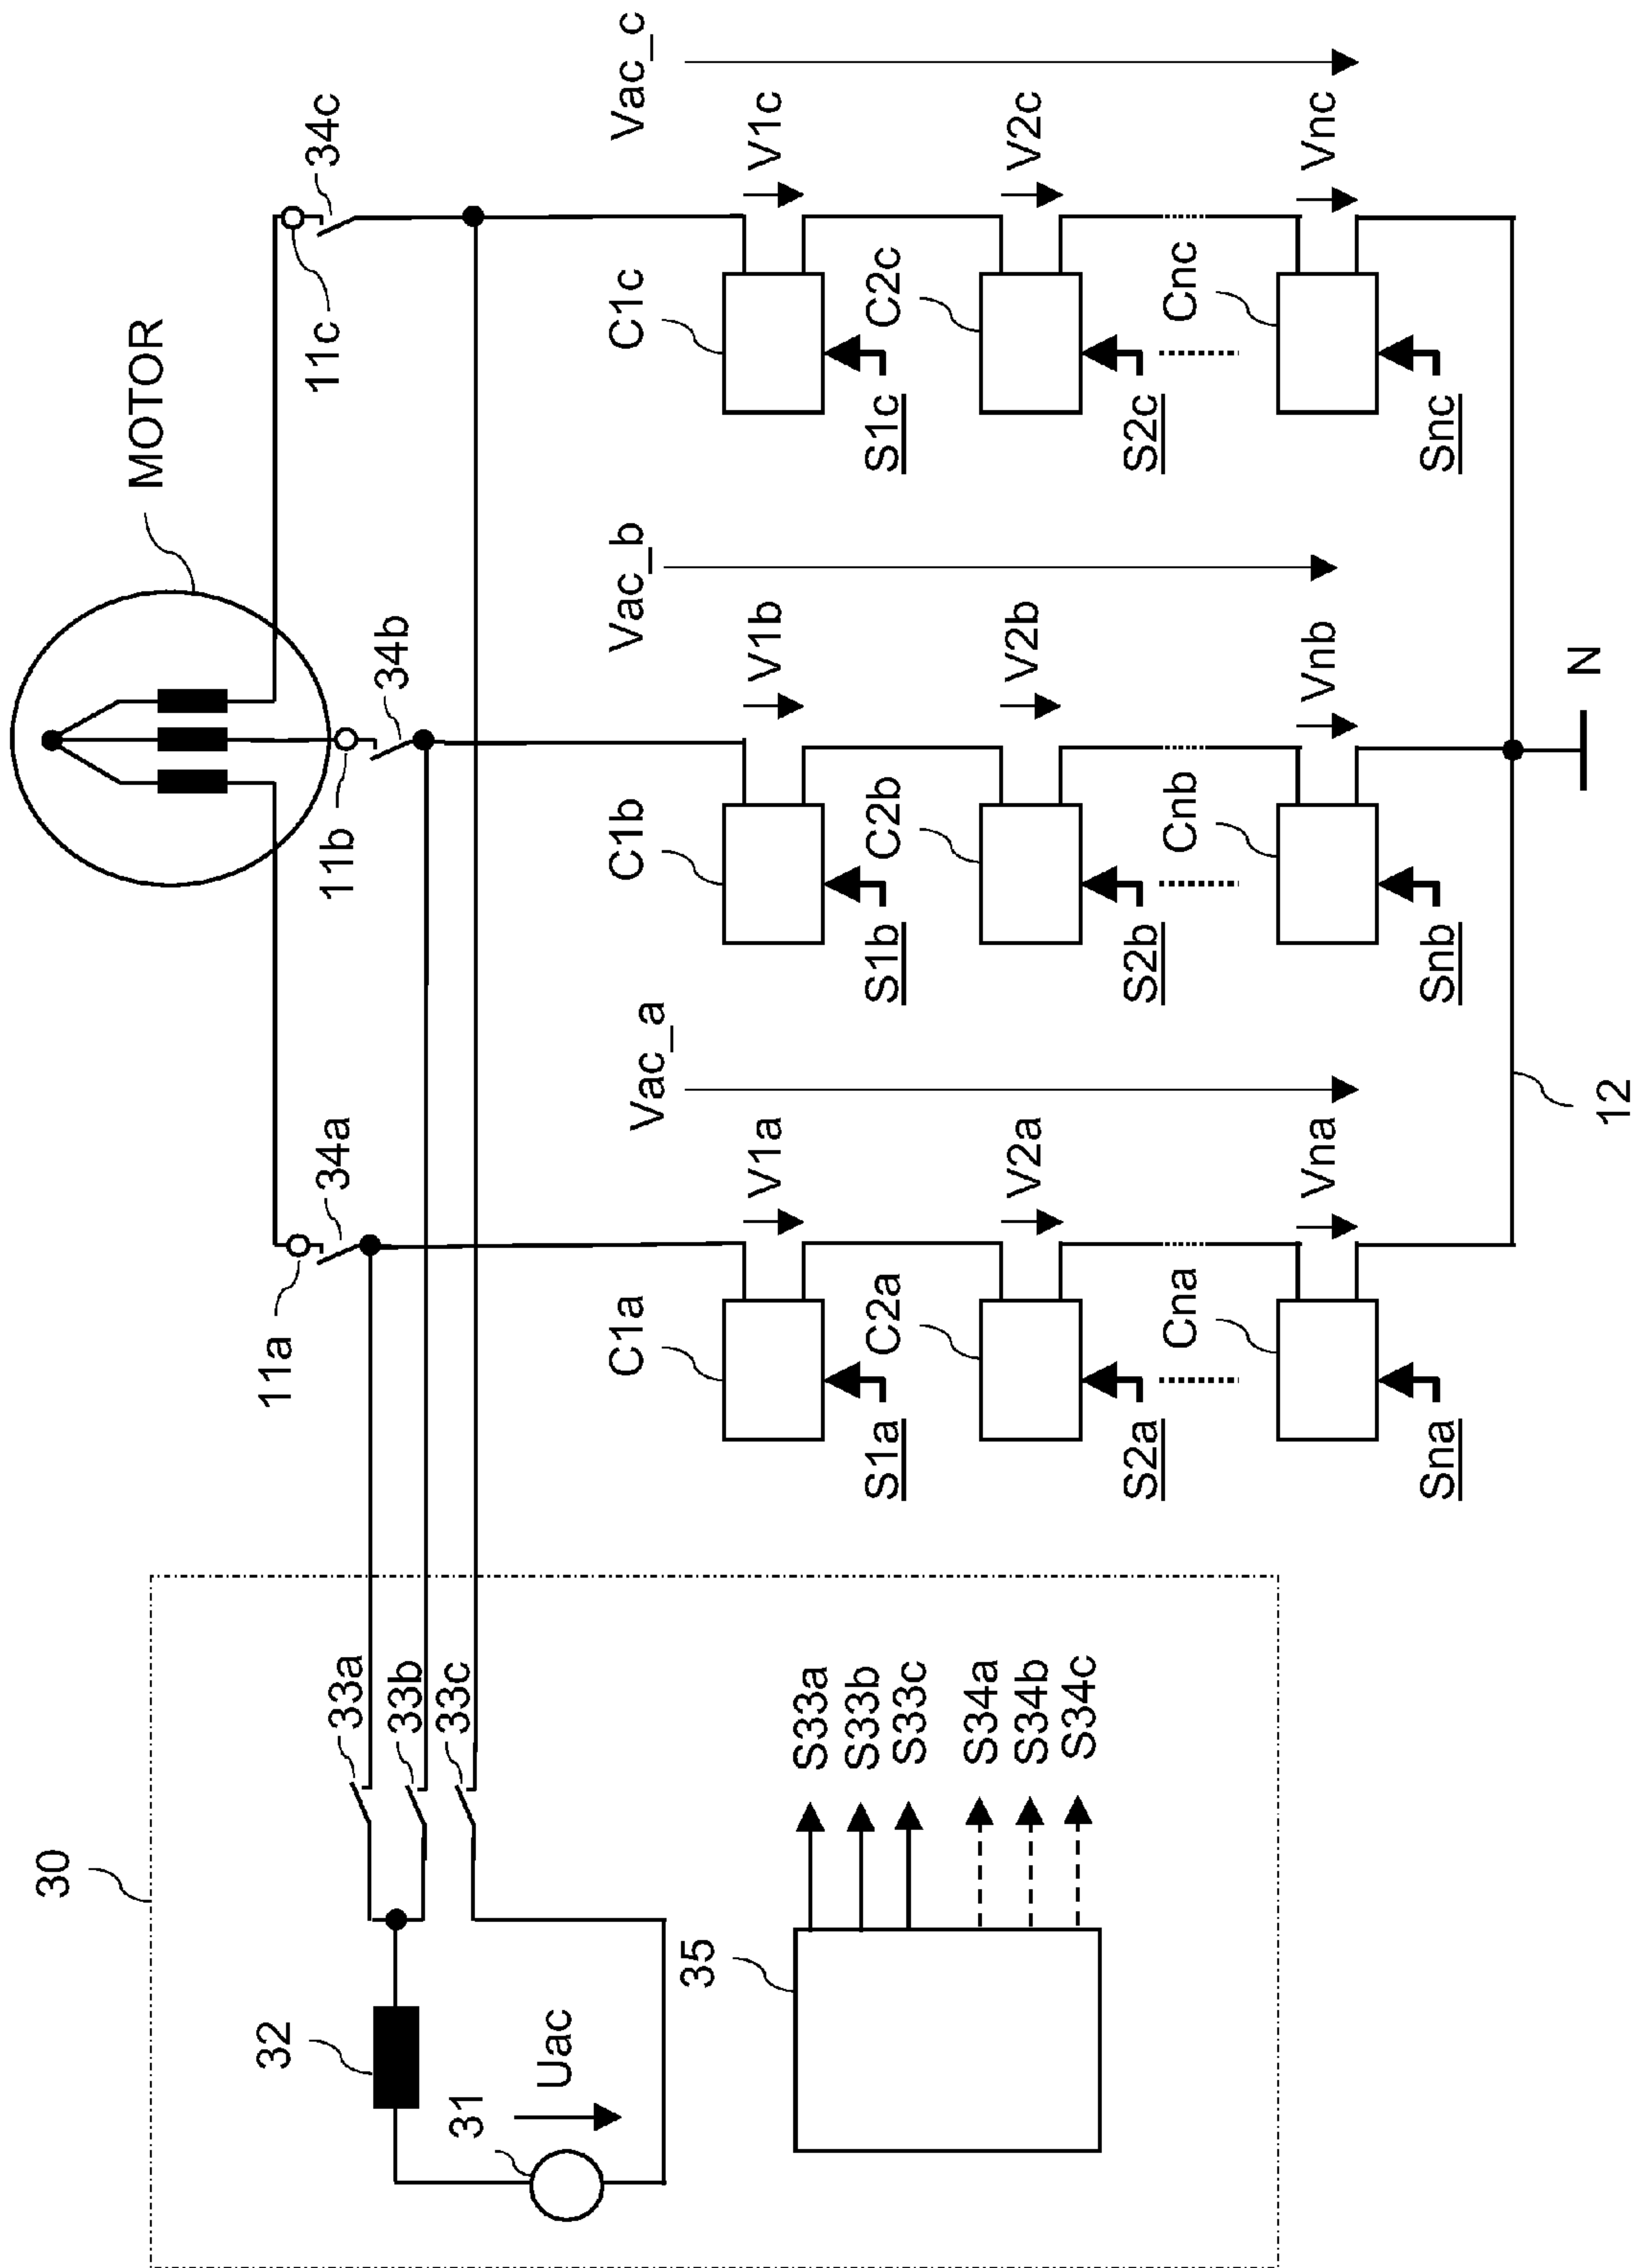 MOTOR
30
11a
34a
11b
34b
11c
34c
33a
33b
33c
32
31
Uac
35
S33a
S33b
S33c
S34a
S34b
S34c
Vac_a
Vac_b
Vac_c
C1a
V1a
S1a
C1b
V1b
S1b
C1c
V1c
S1c
C2a
V2a
S2a
C2b
V2b
S2b
C2c
V2c
S2c
Cna
Vna
Sna
Cnb
Vnb
Snb
Cnc
Vnc
Snc
12
N